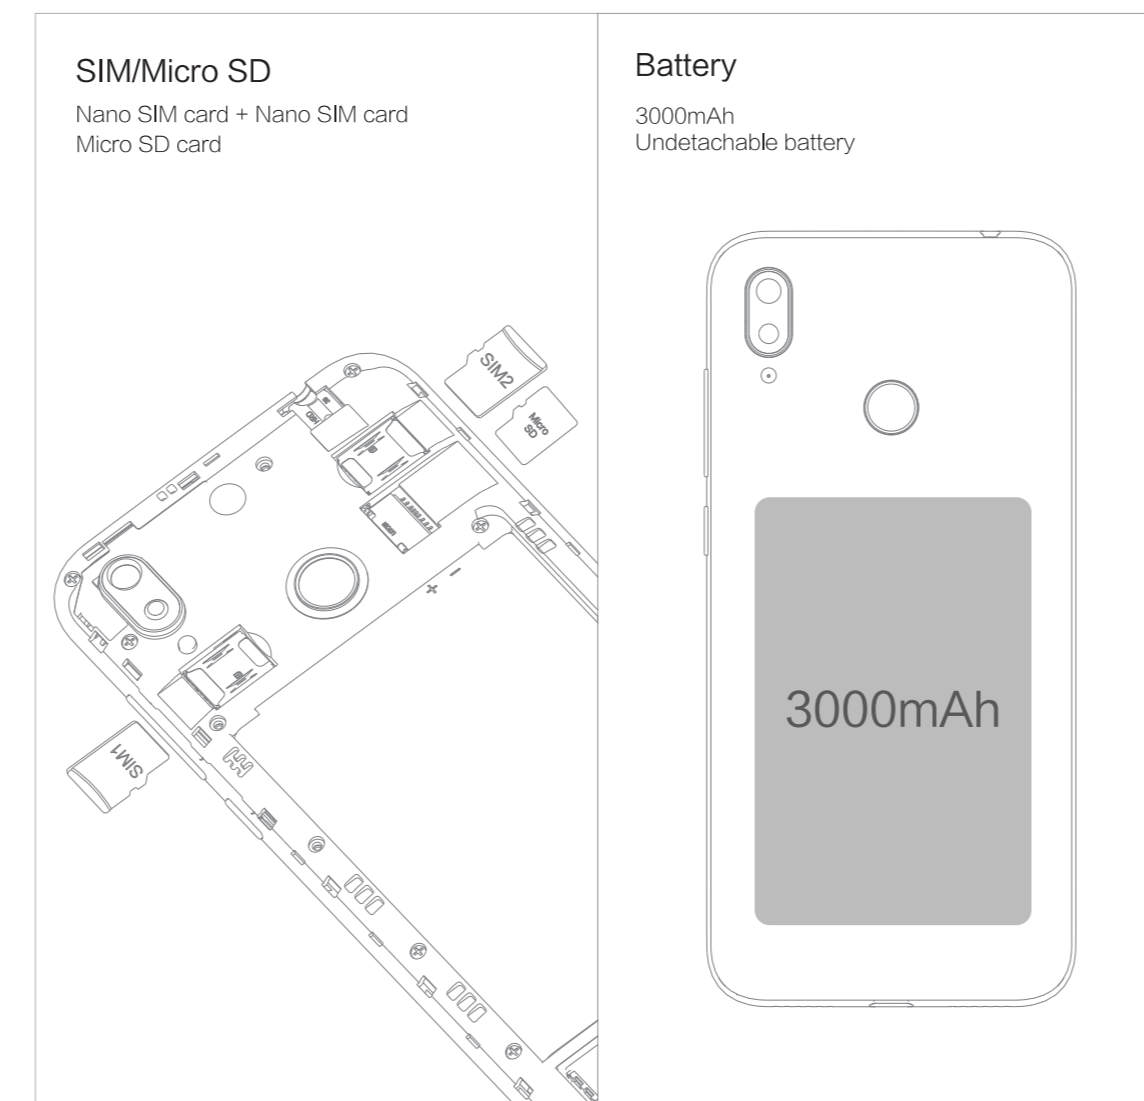 SIM/Micro SD
Nano SIM card + Nano SIM card
Micro SD card
SIM2
Micro
SD
SIM1
+ −
Battery
3000mAh
Undetachable battery
3000mAh